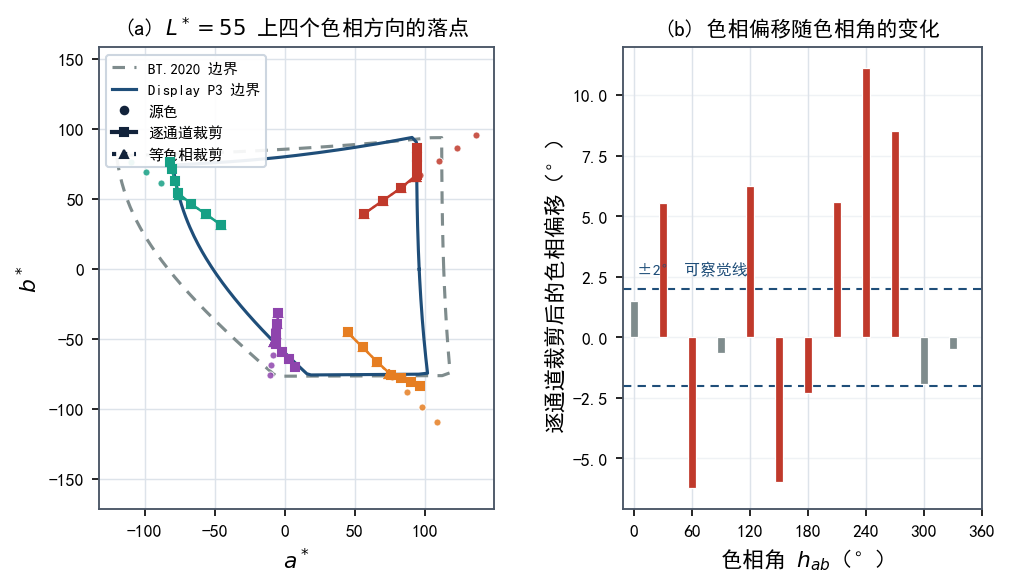 (a) L* = 55 上四个色相方向的落点
150
100
50
0
−50
−100
−150
−100
−50
0
50
100
b*
a*
BT.2020 边界
Display P3 边界
源色
逐通道裁剪
等色相裁剪
(b) 色相偏移随色相角的变化
10.0
7.5
5.0
2.5
0.0
−2.5
−5.0
0
60
120
180
240
300
360
逐通道裁剪后的色相偏移 (°)
色相角 h_ab (°)
±2° 可察觉线